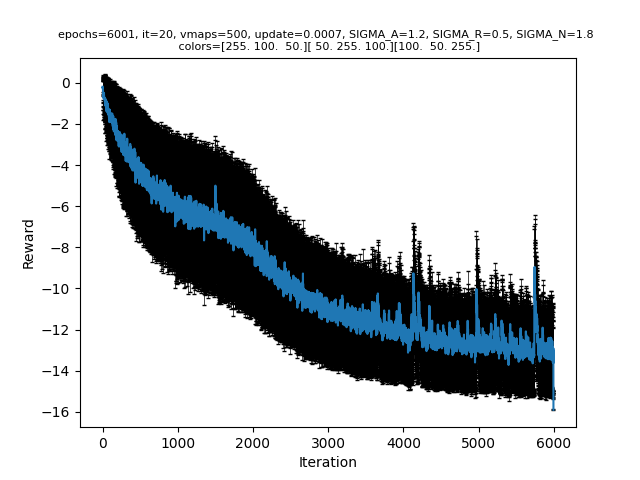 epochs=6001, it=20, vmaps=500, update=0.0007, SIGMA_A=1.2, SIGMA_R=0.5, SIGMA_N=1.8
colors=[255. 100.  50.][ 50. 255. 100.][100.  50. 255.]
0
−2
−4
−6
−8
−10
−12
−14
−16
Reward
0 1000 2000 3000 4000 5000 6000
Iteration